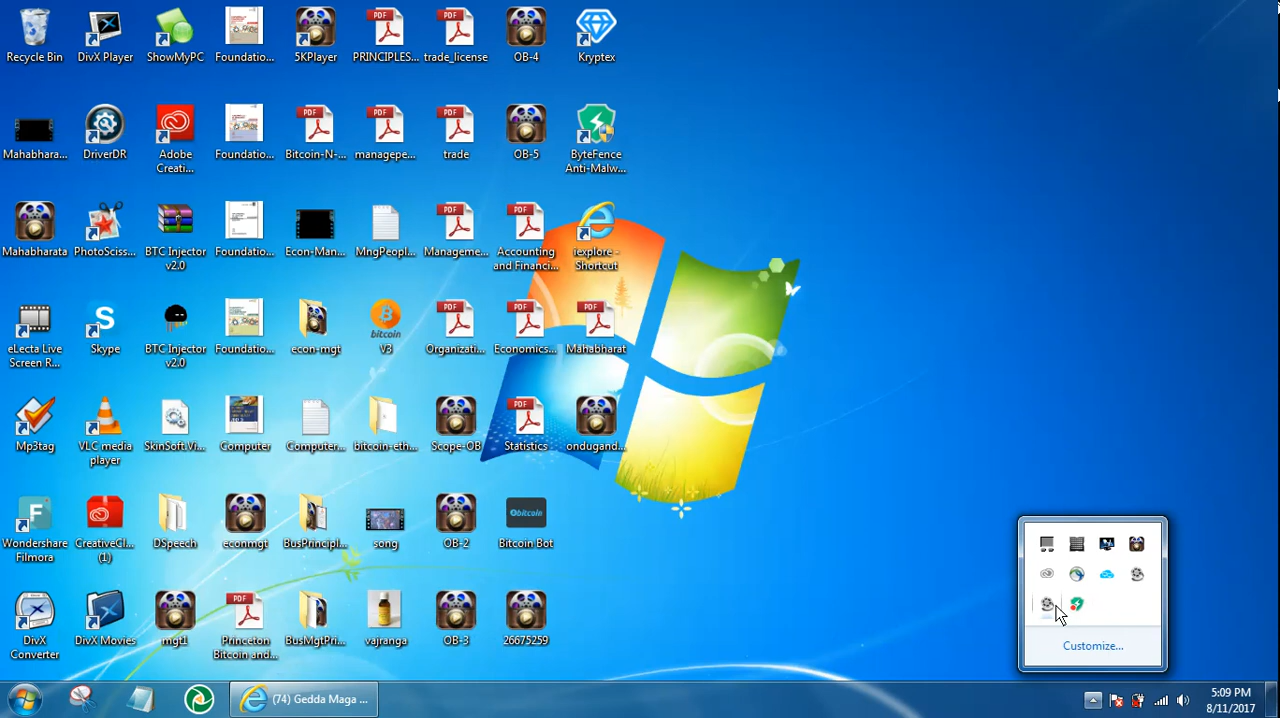 Recycle Bin
DivX Player
ShowMyPC
Foundatio...
5KPlayer
PRINCIPLES...
trade_license
OB-4
Kryptex
Mahabhara...
DriverDR
Adobe
Creati...
Foundatio...
Bitcoin-N-...
managepe...
trade
OB-5
ByteFence
Anti-Malw...
Mahabharata
PhotoSciss...
BTC Injector
v2.0
Foundatio...
Econ-Man...
MngPeopl...
Manageme...
Accounting
and Financi...
iexplore -
Shortcut
eLecta Live
Screen R...
Skype
BTC Injector
v2.0
Foundatio...
econ-mgt
bitcoin
V3
Organizati...
Economics...
Mahabharat
Mp3tag
VLC media
player
SkinSoft.Vi...
Computer
Computer...
bitcoin-eth...
Scope-OB
Statistics
ondugand...
Wondershare
Filmora
CreativeCl...
(1)
DSpeech
econmgt
BusPrincipl...
song
OB-2
bitcoin
Bitcoin Bot
DivX
Converter
DivX Movies
mgt1
Princeton
Bitcoin and...
BusMgtPri...
vajranga
OB-3
26675259
Customize...
(74) Gedda Maga ...
5:09 PM
8/11/2017